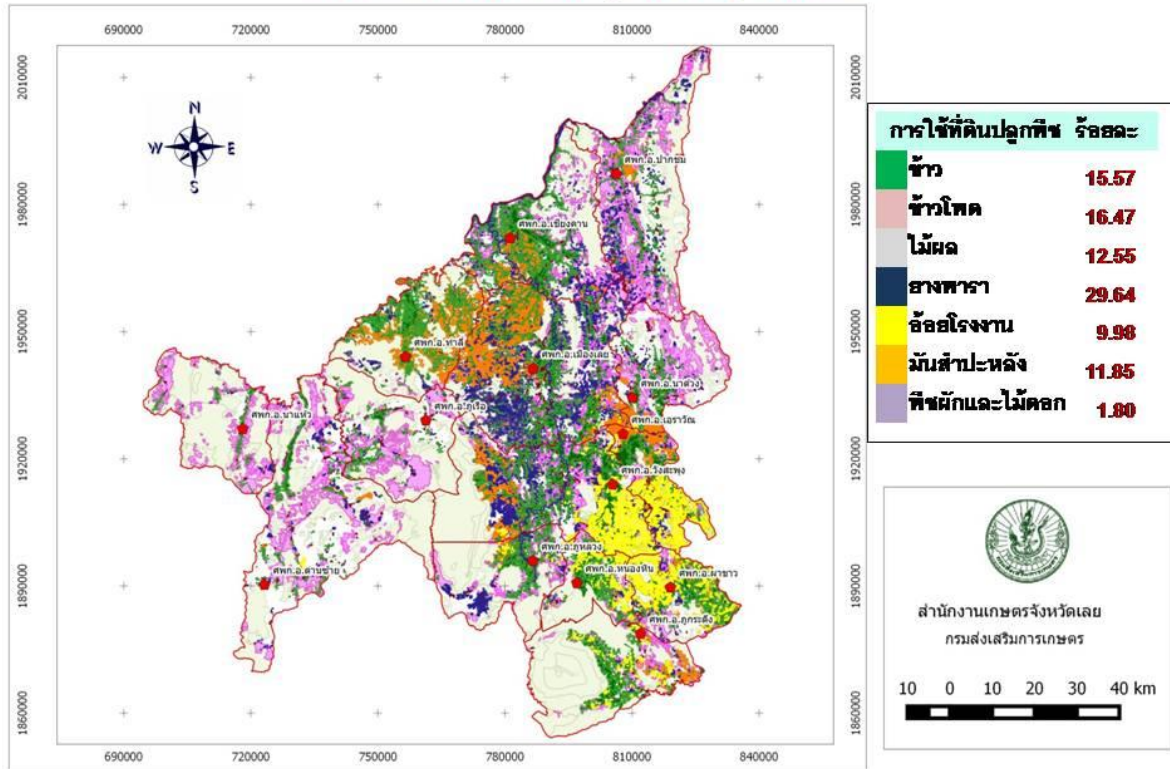 690000 720000 750000 780000 810000 840000
2010000 2010000
1980000 1980000
1950000 1950000
1920000 1920000
1890000 1890000
1860000 1860000
N
W E
S
ศพก.อ.ปากชม
ศพก.อ.เชียงคาน
ศพก.อ.ท่าลี่
ศพก.อ.เมืองเลย
ศพก.อ.นาด้วง
ศพก.อ.นาแห้ว
ศพก.อ.ภูเรือ
ศพก.อ.เอราวัณ
ศพก.อ.วังสะพุง
ศพก.อ.ภูหลวง
ศพก.อ.ด่านซ้าย
ศพก.อ.หนองหิน
ศพก.อ.ผาขาว
ศพก.อ.ภูกระดึง
690000 720000 750000 780000 810000 840000
การใช้ที่ดินปลูกพืช ร้อยละ
ข้าว 15.57
ข้าวโพด 16.47
ไม้ผล 12.55
ยางพารา 29.64
อ้อยโรงงาน 9.98
มันสำปะหลัง 11.85
พืชผักและไม้ดอก 1.80
สำนักงานเกษตรจังหวัดเลย
กรมส่งเสริมการเกษตร
10 0 10 20 30 40 km